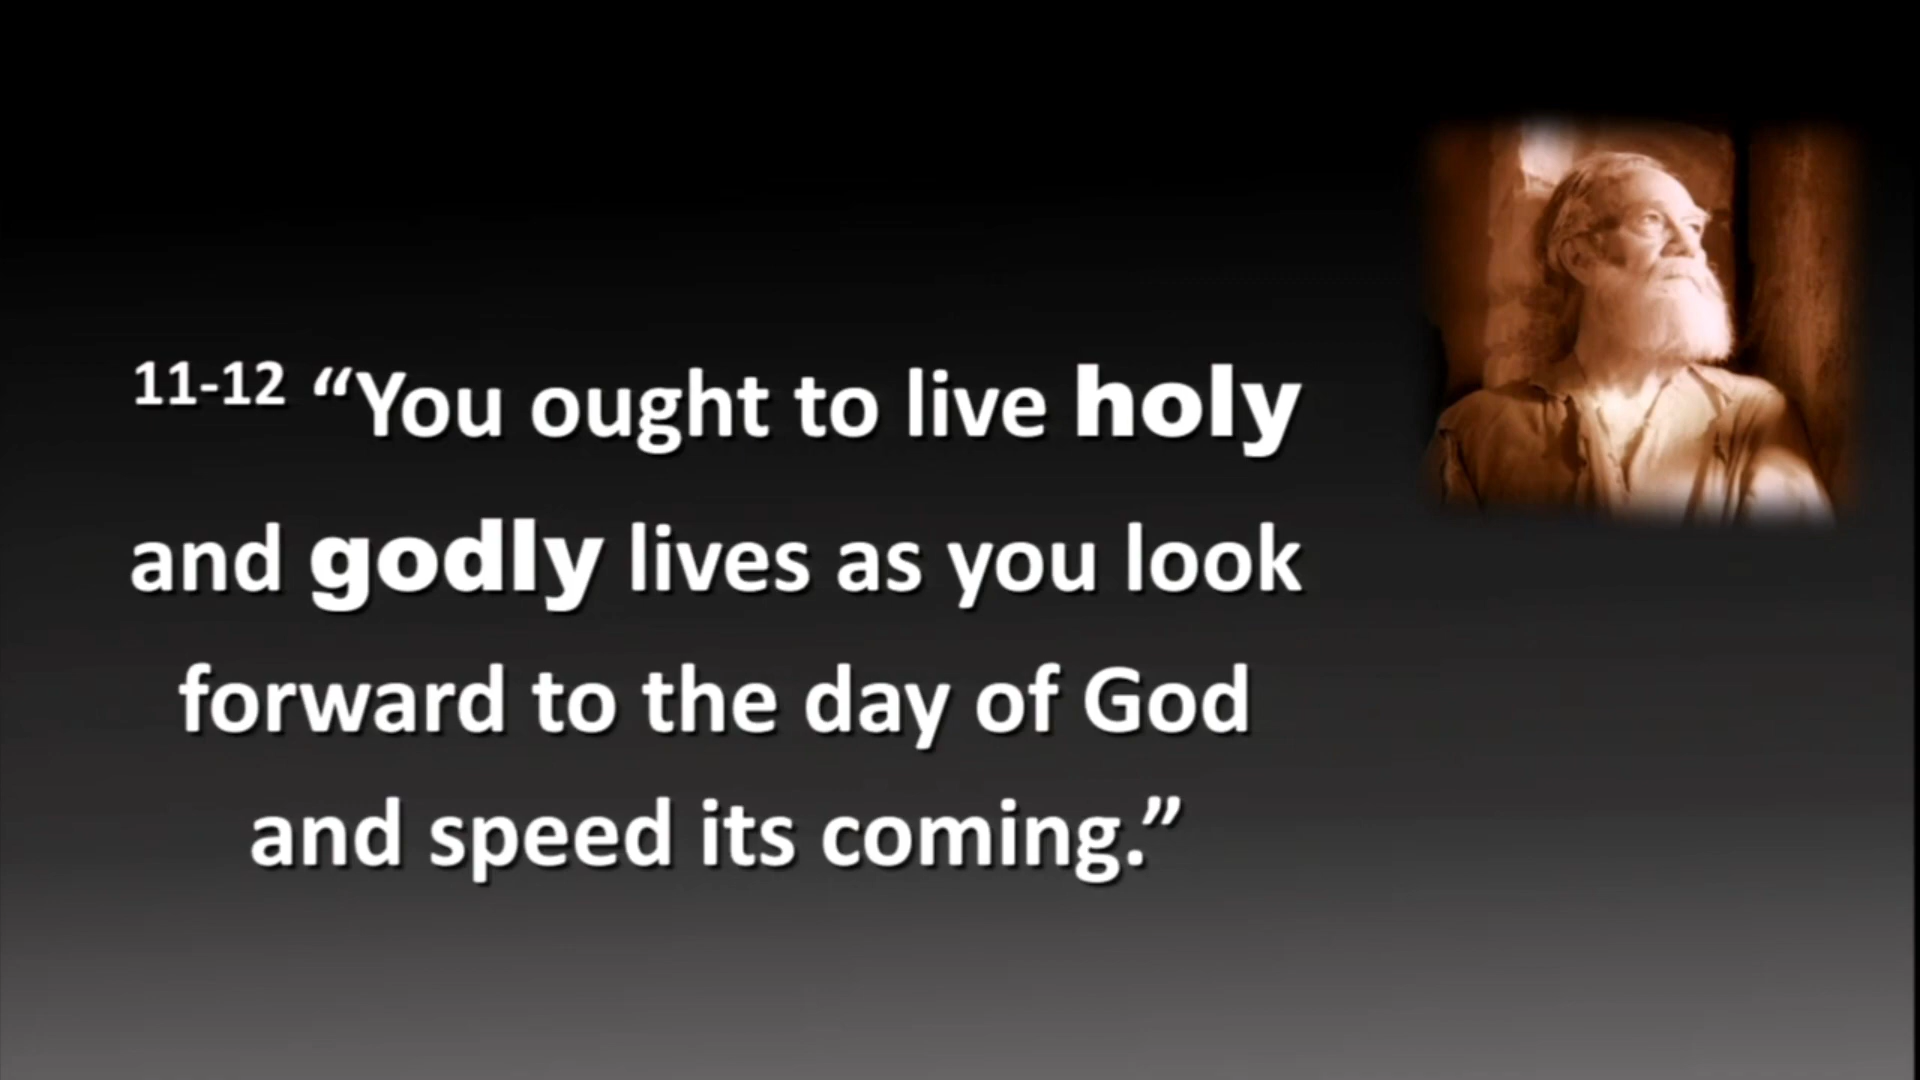 11-12 “You ought to live holy
and godly lives as you look
forward to the day of God
and speed its coming.”